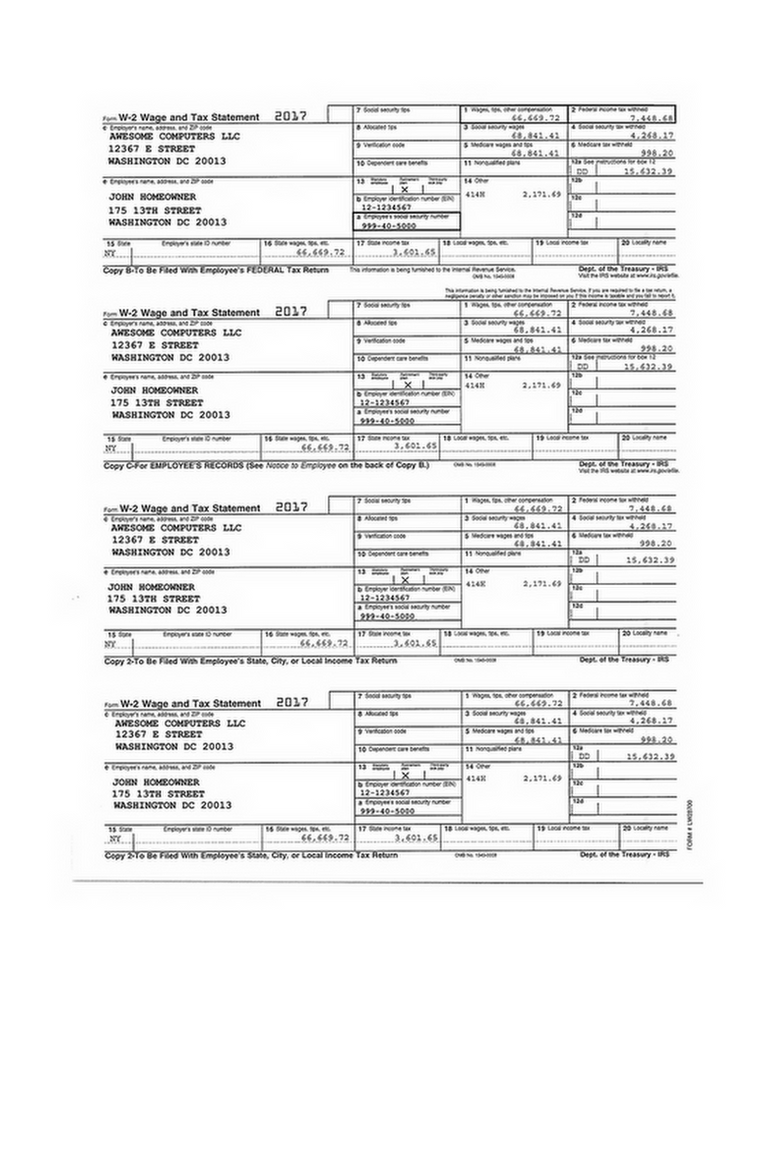 Form W-2 Wage and Tax Statement 2017
7 Social security tips
1 Wages, tips, other compensation
66,669.72
2 Federal income tax withheld
7,448.68
c Employer's name, address, and ZIP code
AWESOME COMPUTERS LLC
12367 E STREET
WASHINGTON DC 20013
8 Allocated tips
3 Social security wages
68,841.41
4 Social security tax withheld
4,268.17
9 Verification code
5 Medicare wages and tips
68,841.41
6 Medicare tax withheld
998.20
10 Dependent care benefits
11 Nonqualified plans
12a See instructions for box 12
DD 15,632.39
e Employee's name, address, and ZIP code
JOHN HOMEOWNER
175 13TH STREET
WASHINGTON DC 20013
13 Statutory employee Retirement plan Third-party sick pay
X
14 Other
414H 2,171.69
12b
b Employer identification number (EIN)
12-1234567
12c
a Employee's social security number
999-40-5000
12d
15 State Employer's state ID number 16 State wages, tips, etc. 17 State income tax 18 Local wages, tips, etc. 19 Local income tax 20 Locality name
NY 66,669.72 3,601.65
Copy B-To Be Filed With Employee's FEDERAL Tax Return This information is being furnished to the Internal Revenue Service. Dept. of the Treasury - IRS
OMB No. 1545-0008 Visit the IRS website at www.irs.gov/efile.
This information is being furnished to the Internal Revenue Service. If you are required to file a tax return, a
negligence penalty or other sanction may be imposed on you if this income is taxable and you fail to report it.
Form W-2 Wage and Tax Statement 2017
7 Social security tips
1 Wages, tips, other compensation
66,669.72
2 Federal income tax withheld
7,448.68
c Employer's name, address, and ZIP code
AWESOME COMPUTERS LLC
12367 E STREET
WASHINGTON DC 20013
8 Allocated tips
3 Social security wages
68,841.41
4 Social security tax withheld
4,268.17
9 Verification code
5 Medicare wages and tips
68,841.41
6 Medicare tax withheld
998.20
10 Dependent care benefits
11 Nonqualified plans
12a See instructions for box 12
DD 15,632.39
e Employee's name, address, and ZIP code
JOHN HOMEOWNER
175 13TH STREET
WASHINGTON DC 20013
13 Statutory employee Retirement plan Third-party sick pay
X
14 Other
414H 2,171.69
12b
b Employer identification number (EIN)
12-1234567
12c
a Employee's social security number
999-40-5000
12d
15 State Employer's state ID number 16 State wages, tips, etc. 17 State income tax 18 Local wages, tips, etc. 19 Local income tax 20 Locality name
NY 66,669.72 3,601.65
Copy C-For EMPLOYEE'S RECORDS (See Notice to Employee on the back of Copy B.) OMB No. 1545-0008 Dept. of the Treasury - IRS
Visit the IRS website at www.irs.gov/efile.
Form W-2 Wage and Tax Statement 2017
7 Social security tips
1 Wages, tips, other compensation
66,669.72
2 Federal income tax withheld
7,448.68
c Employer's name, address, and ZIP code
AWESOME COMPUTERS LLC
12367 E STREET
WASHINGTON DC 20013
8 Allocated tips
3 Social security wages
68,841.41
4 Social security tax withheld
4,268.17
9 Verification code
5 Medicare wages and tips
68,841.41
6 Medicare tax withheld
998.20
10 Dependent care benefits
11 Nonqualified plans
12a
DD 15,632.39
e Employee's name, address, and ZIP code
JOHN HOMEOWNER
175 13TH STREET
WASHINGTON DC 20013
13 Statutory employee Retirement plan Third-party sick pay
X
14 Other
414H 2,171.69
12b
b Employer identification number (EIN)
12-1234567
12c
a Employee's social security number
999-40-5000
12d
15 State Employer's state ID number 16 State wages, tips, etc. 17 State income tax 18 Local wages, tips, etc. 19 Local income tax 20 Locality name
NY 66,669.72 3,601.65
Copy 2-To Be Filed With Employee's State, City, or Local Income Tax Return OMB No. 1545-0008 Dept. of the Treasury - IRS
Form W-2 Wage and Tax Statement 2017
7 Social security tips
1 Wages, tips, other compensation
66,669.72
2 Federal income tax withheld
7,448.68
c Employer's name, address, and ZIP code
AWESOME COMPUTERS LLC
12367 E STREET
WASHINGTON DC 20013
8 Allocated tips
3 Social security wages
68,841.41
4 Social security tax withheld
4,268.17
9 Verification code
5 Medicare wages and tips
68,841.41
6 Medicare tax withheld
998.20
10 Dependent care benefits
11 Nonqualified plans
12a
DD 15,632.39
e Employee's name, address, and ZIP code
JOHN HOMEOWNER
175 13TH STREET
WASHINGTON DC 20013
13 Statutory employee Retirement plan Third-party sick pay
X
14 Other
414H 2,171.69
12b
b Employer identification number (EIN)
12-1234567
12c
a Employee's social security number
999-40-5000
12d
15 State Employer's state ID number 16 State wages, tips, etc. 17 State income tax 18 Local wages, tips, etc. 19 Local income tax 20 Locality name
NY 66,669.72 3,601.65
Copy 2-To Be Filed With Employee's State, City, or Local Income Tax Return OMB No. 1545-0008 Dept. of the Treasury - IRS